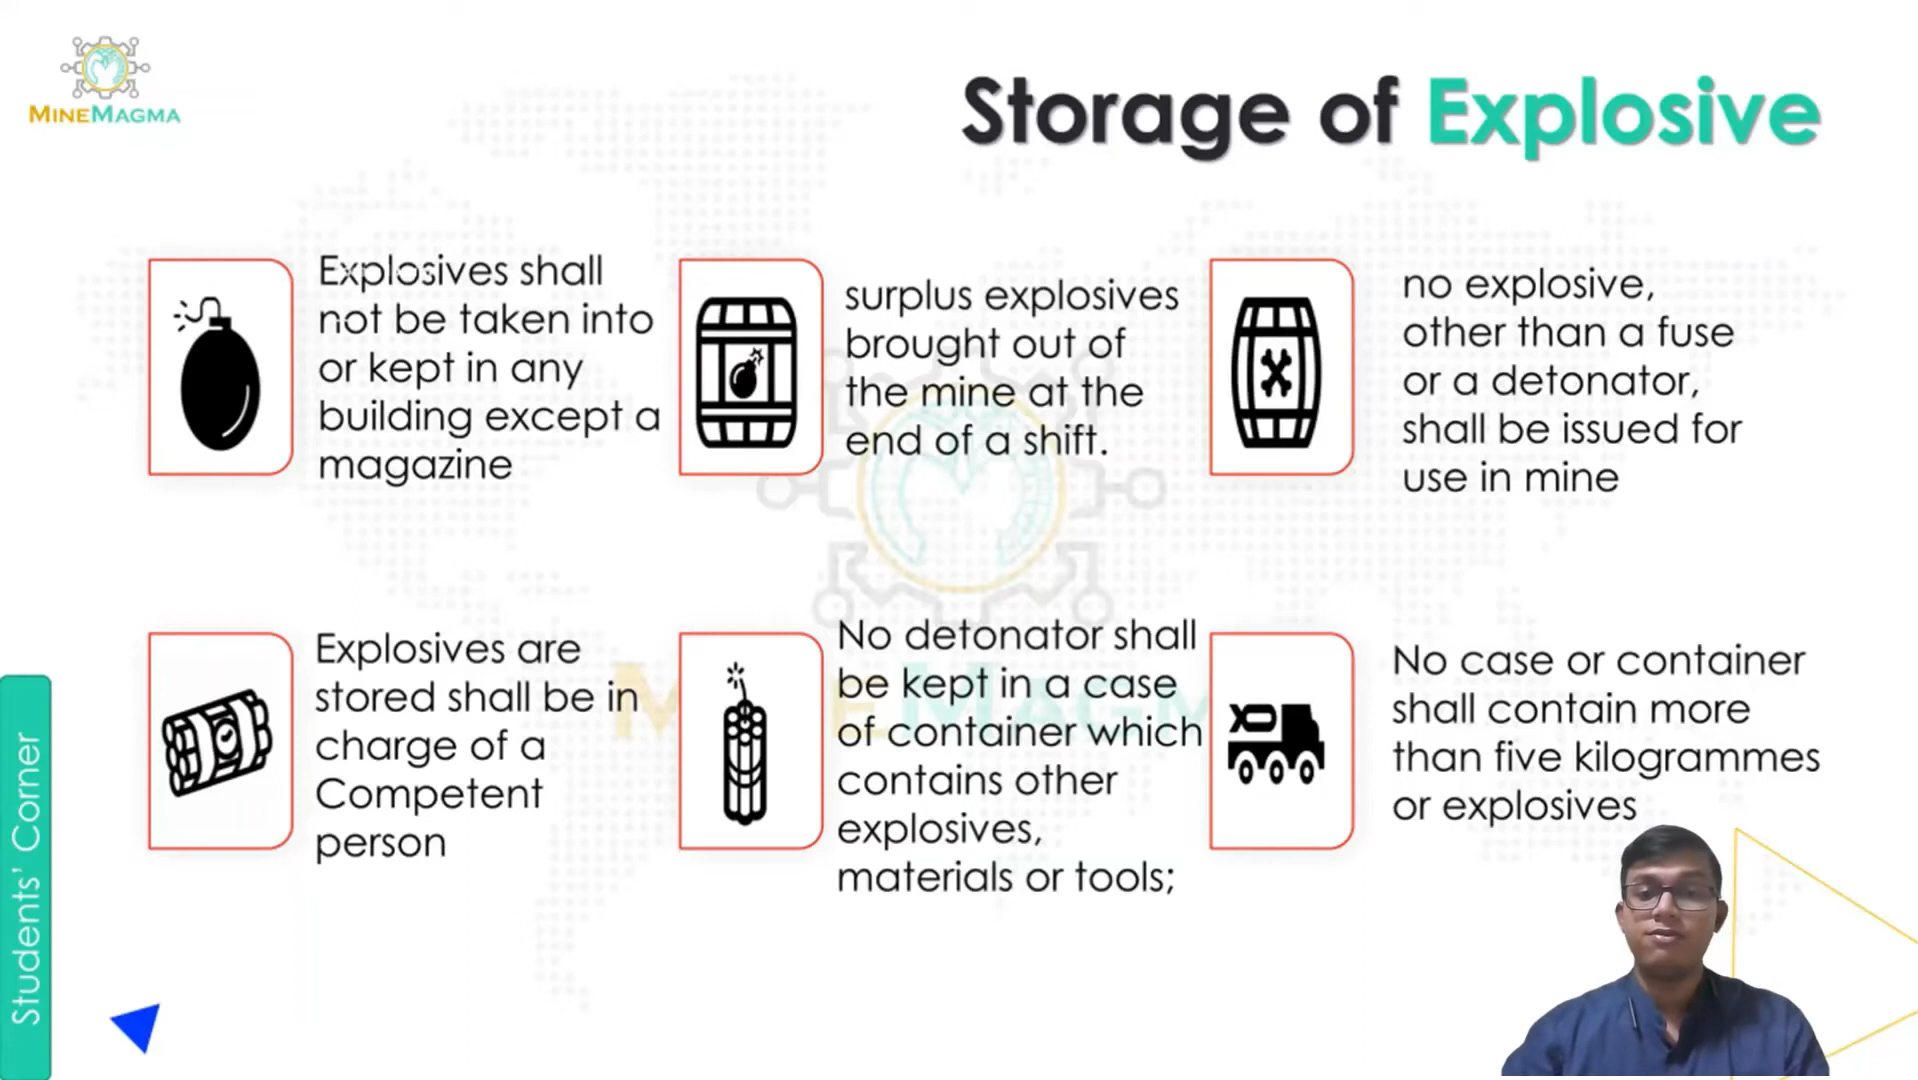 MINEMAGMA
Storage of Explosive
Explosives shall
not be taken into
or kept in any
building except a
magazine
surplus explosives
brought out of
the mine at the
end of a shift.
no explosive,
other than a fuse
or a detonator,
shall be issued for
use in mine
Explosives are
stored shall be in
charge of a
Competent
person
No detonator shall
be kept in a case
of container which
contains other
explosives,
materials or tools;
No case or container
shall contain more
than five kilogrammes
or explosives
Students' Corner
MINEMAGMA